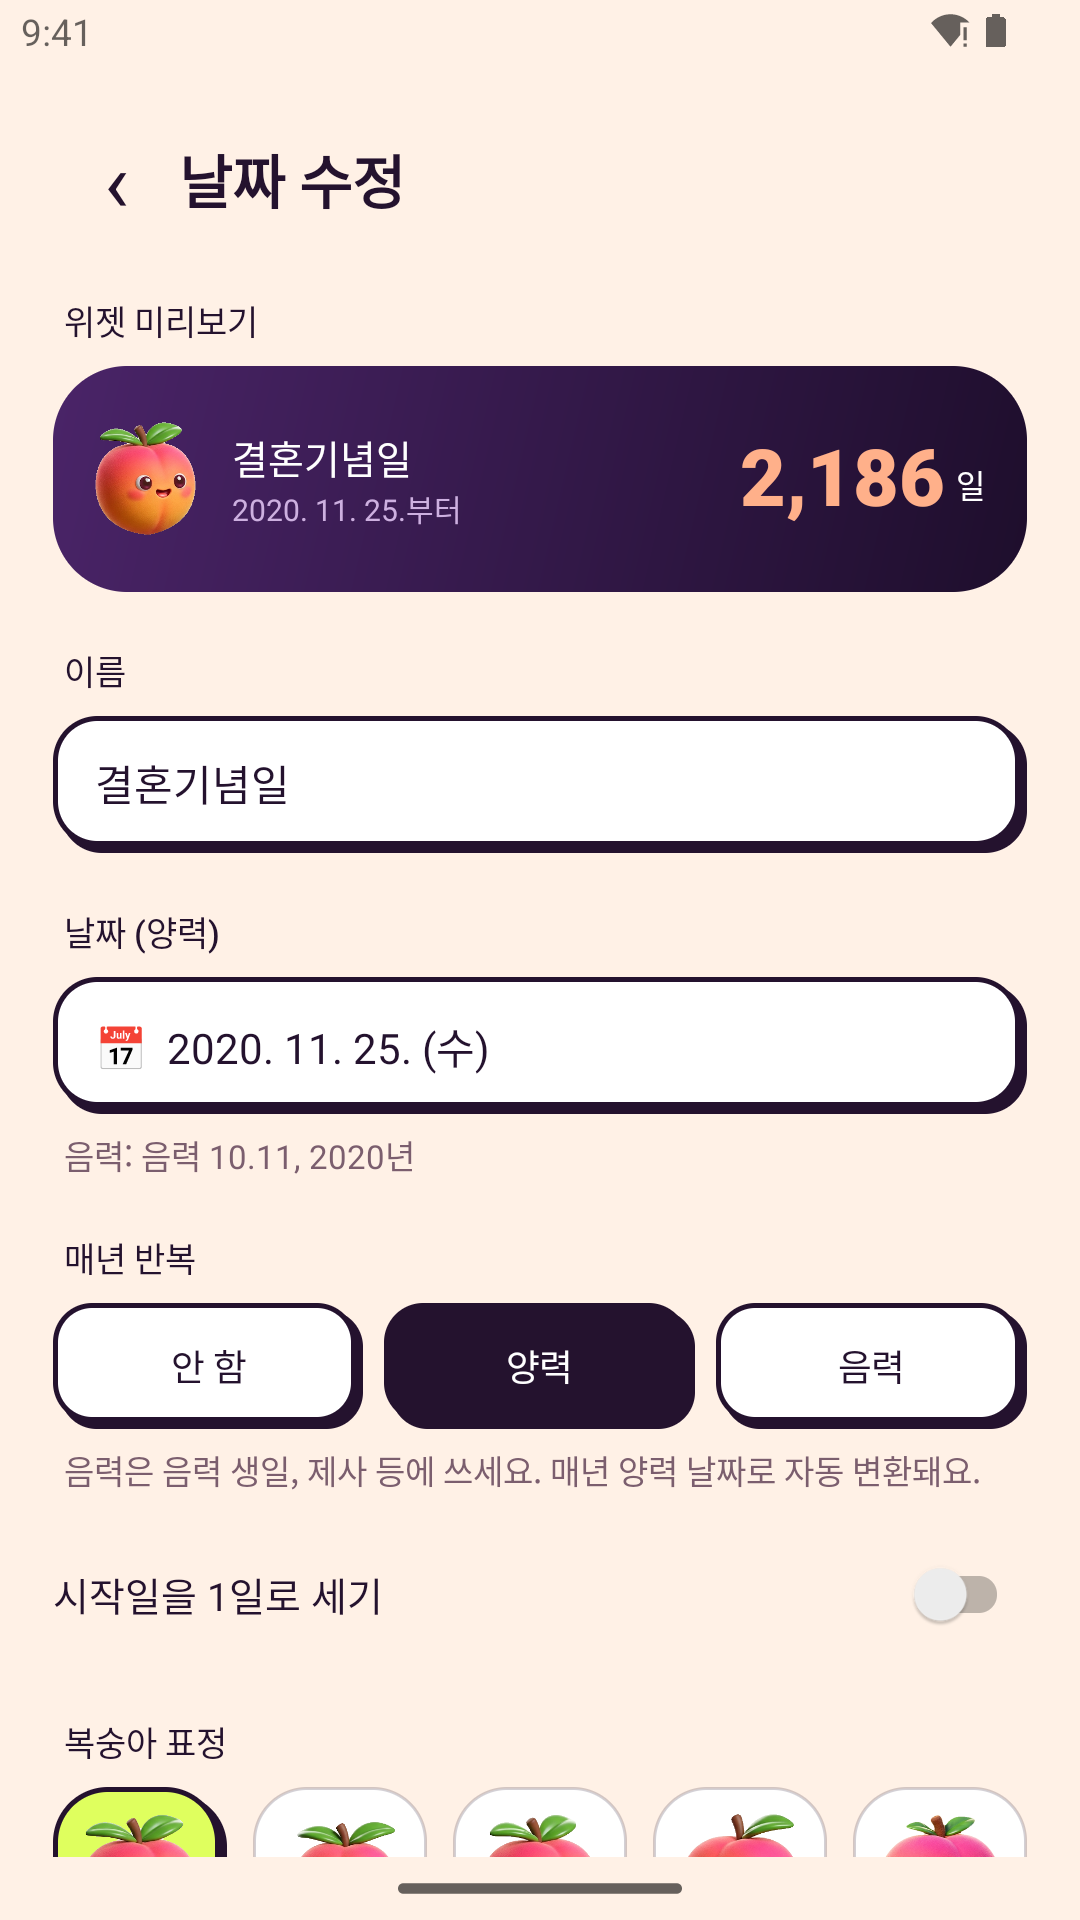 9:41
‹ 날짜 수정
위젯 미리보기
결혼기념일
2020. 11. 25.부터
2,186 일
이름
결혼기념일
날짜 (양력)
July
17
2020. 11. 25. (수)
음력: 음력 10.11, 2020년
매년 반복
안 함
양력
음력
음력은 음력 생일, 제사 등에 쓰세요. 매년 양력 날짜로 자동 변환돼요.
시작일을 1일로 세기
복숭아 표정